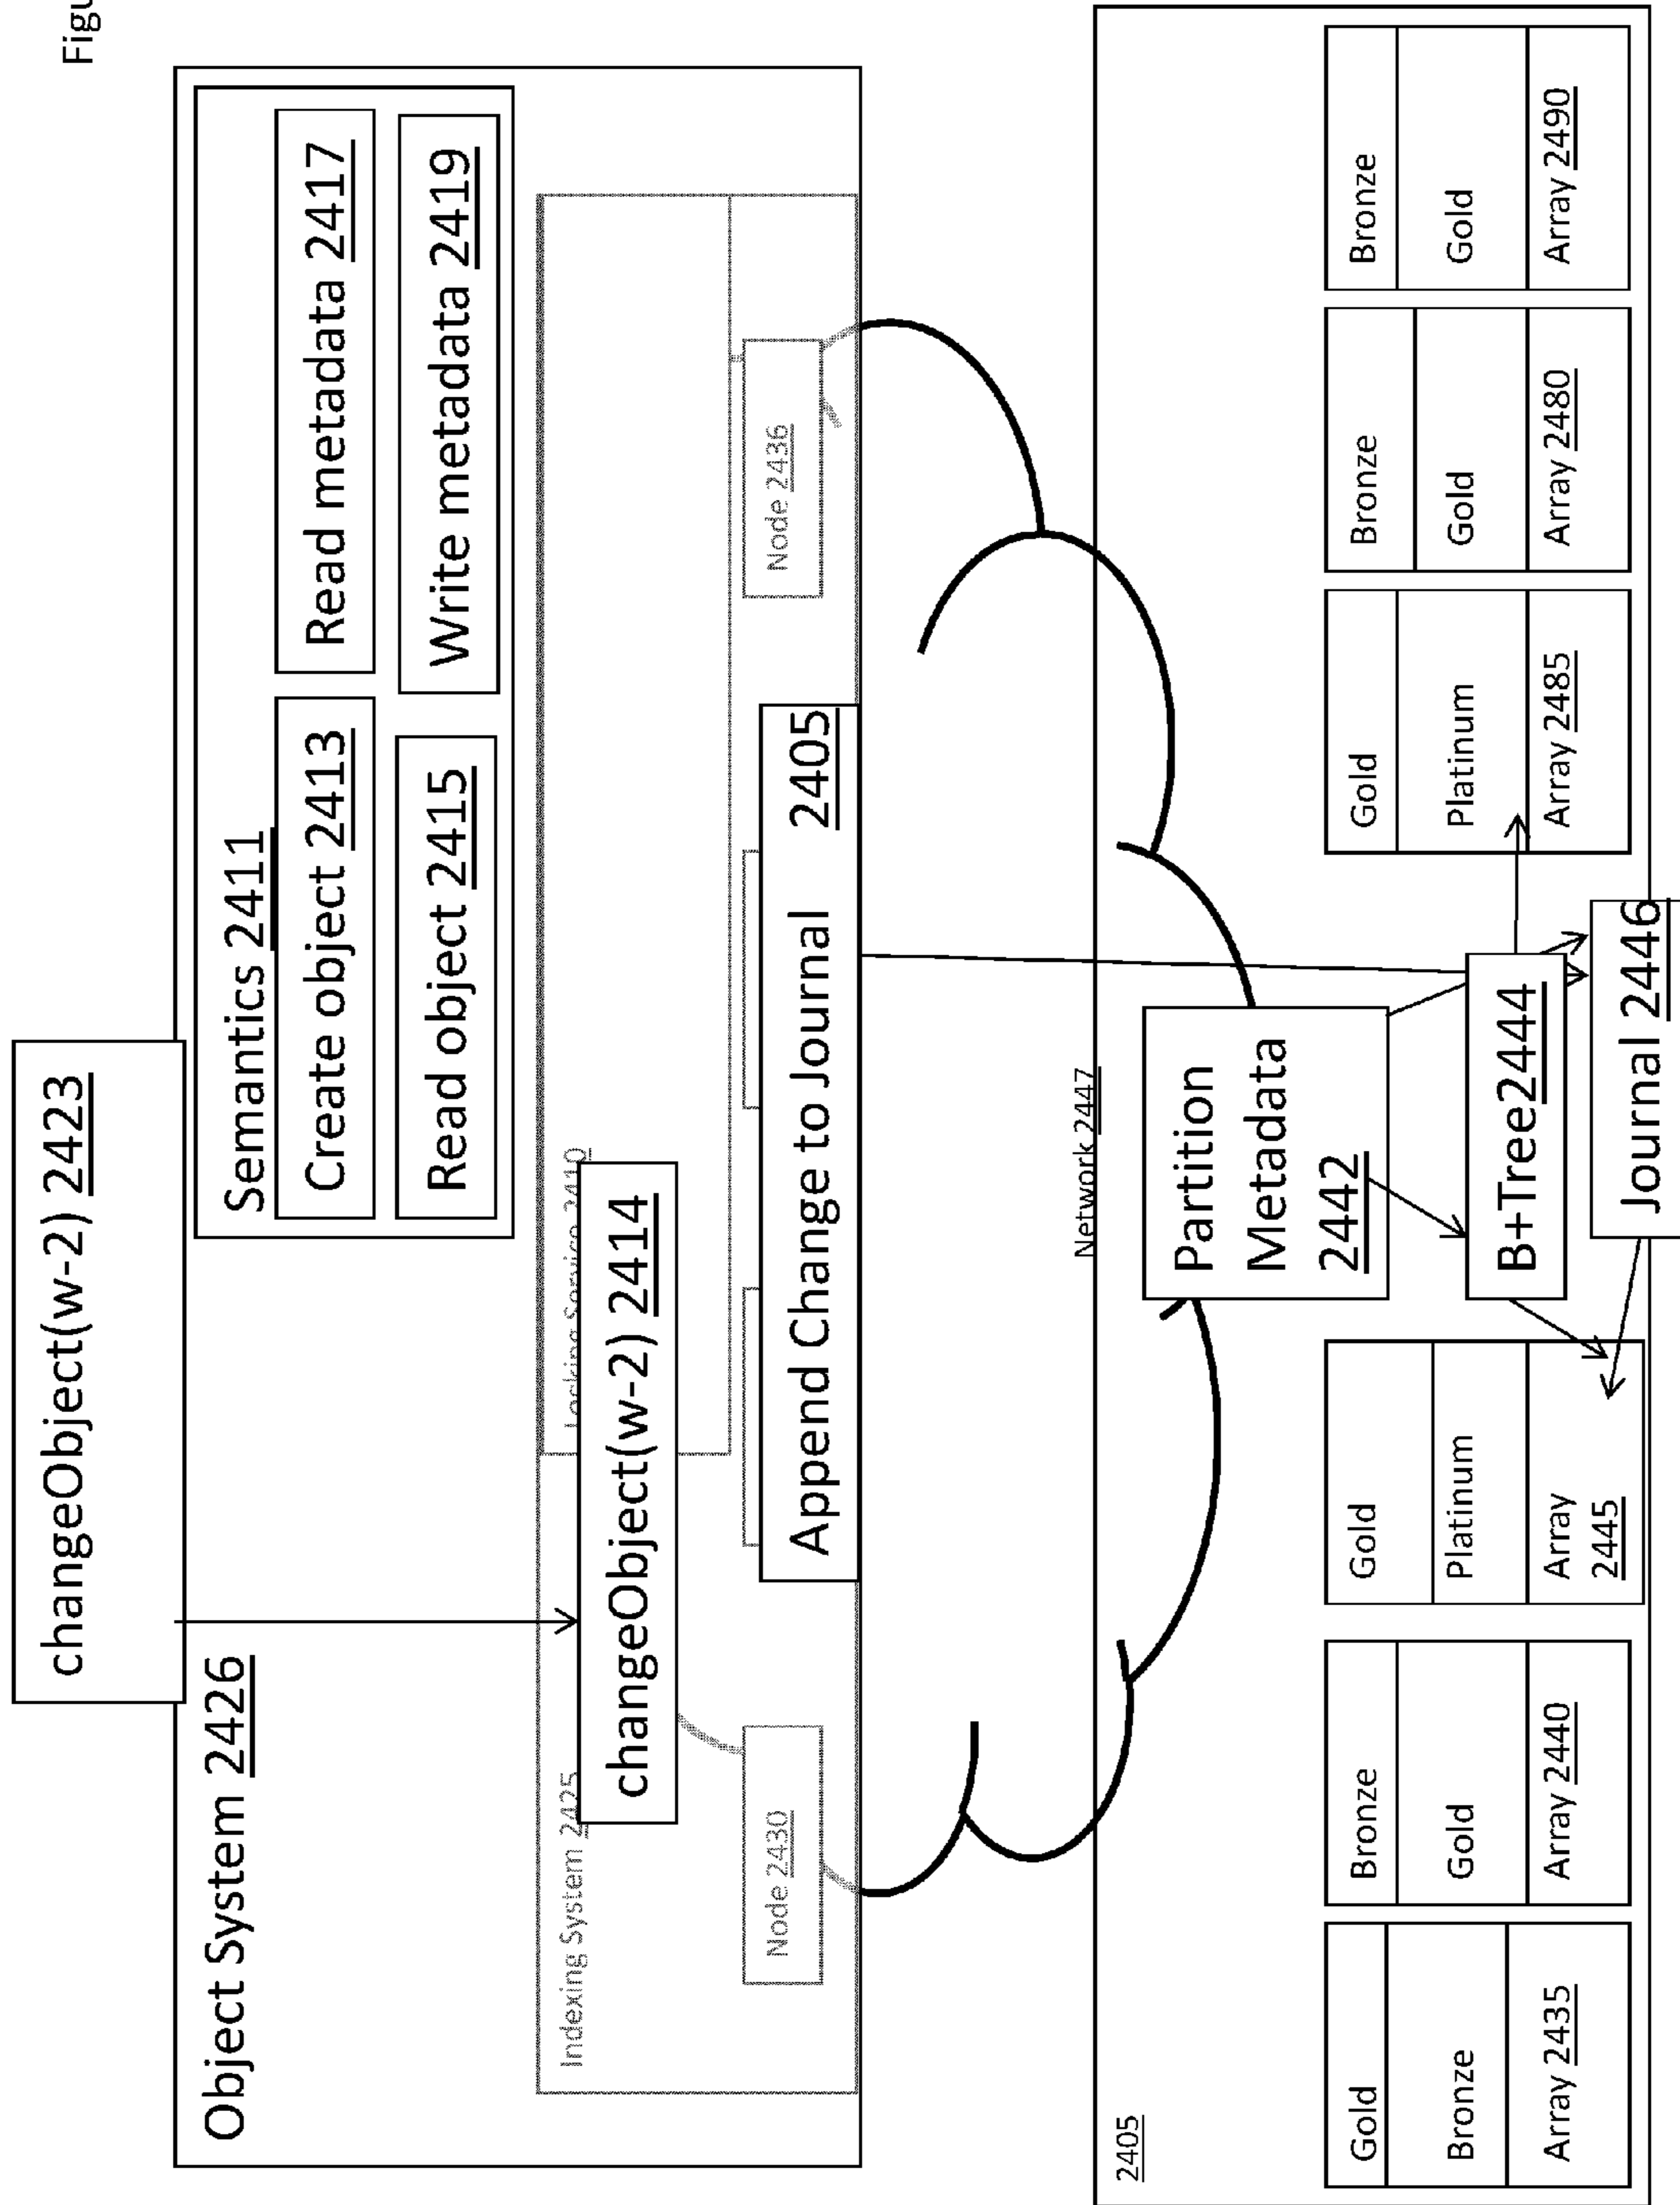 Figu
changeObject(w-2) 2423
Object System 2426
Semantics 2411
Create object 2413
Read metadata 2417
Read object 2415
Write metadata 2419
Indexing System 2425
Locking Service 2410
changeObject(w-2) 2414
Node 2430
Append Change to Journal 2405
Node 2436
Network 2447
2405
Partition
Metadata
2442
B+Tree2444
Journal 2446
Gold
Bronze
Array 2435
Bronze
Gold
Array 2440
Gold
Platinum
Array
2445
Gold
Platinum
Array 2485
Bronze
Gold
Array 2480
Bronze
Gold
Array 2490